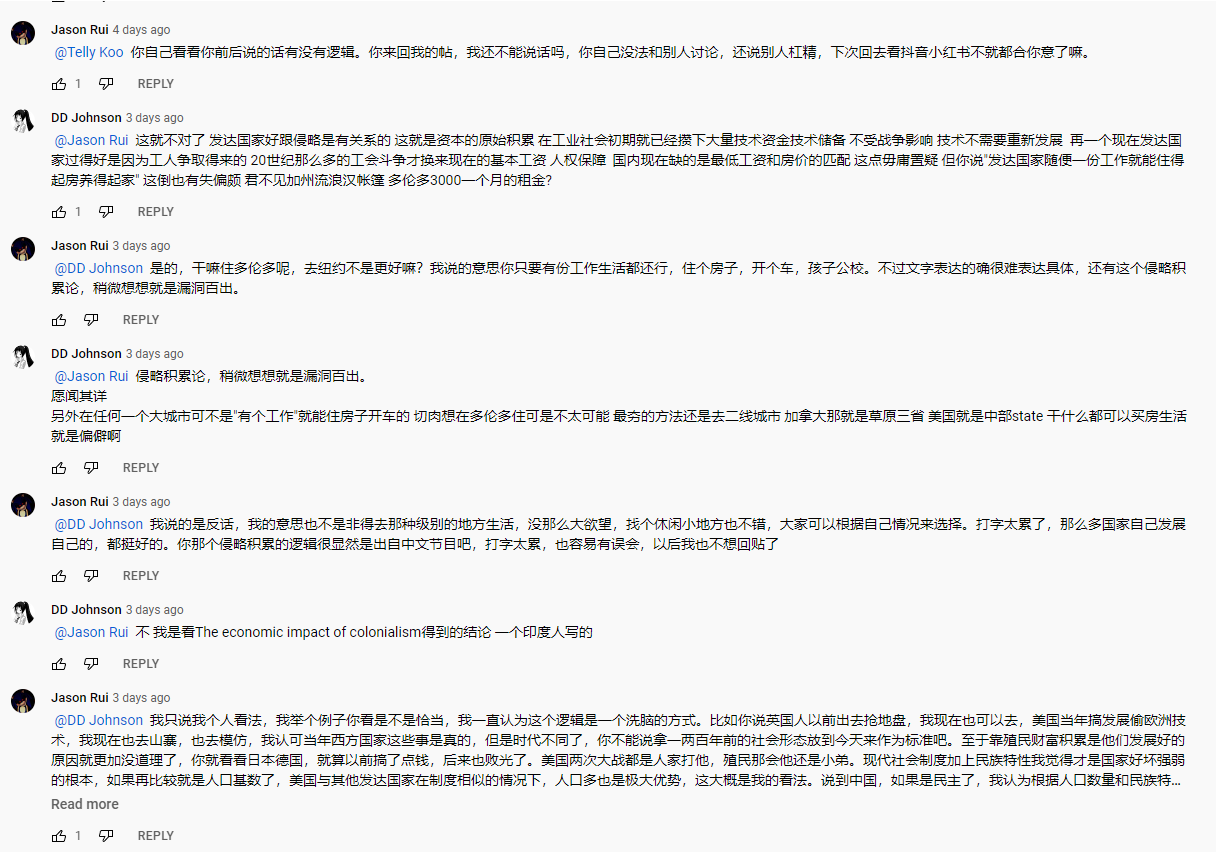 Jason Rui 4 days ago
@Telly Koo 你自己看看你前后说的话有没有逻辑。你来回我的帖，我还不能说话吗，你自己没法和别人讨论，还说别人杠精，下次回去看抖音小红书不就都合你意了嘛。
1 REPLY
DD Johnson 3 days ago
@Jason Rui 这就不对了 发达国家好跟侵略是有关系的 这就是资本的原始积累 在工业社会初期就已经攒下大量技术资金技术储备 不受战争影响 技术不需要重新发展 再一个现在发达国
家过得好是因为工人争取得来的 20世纪那么多的工会斗争才换来现在的基本工资 人权保障 国内现在缺的是最低工资和房价的匹配 这点毋庸置疑 但你说"发达国家随便一份工作就能住得
起房养得起家" 这倒也有失偏颇 君不见加州流浪汉帐篷 多伦多3000一个月的租金?
1 REPLY
Jason Rui 3 days ago
@DD Johnson 是的，干嘛住多伦多呢，去纽约不是更好嘛？我说的意思你只要有份工作生活都还行，住个房子，开个车，孩子公校。不过文字表达的确很难表达具体，还有这个侵略积
累论，稍微想想就是漏洞百出。
REPLY
DD Johnson 3 days ago
@Jason Rui 侵略积累论，稍微想想就是漏洞百出。
愿闻其详
另外在任何一个大城市可不是"有个工作"就能住房子开车的 切肉想在多伦多住可是不太可能 最夯的方法还是去二线城市 加拿大那就是草原三省 美国就是中部state 干什么都可以买房生活
就是偏僻啊
REPLY
Jason Rui 3 days ago
@DD Johnson 我说的是反话，我的意思也不是非得去那种级别的地方生活，没那么大欲望，找个休闲小地方也不错，大家可以根据自己情况来选择。打字太累了，那么多国家自己发展
自己的，都挺好的。你那个侵略积累的逻辑很显然是出自中文节目吧，打字太累，也容易有误会，以后我也不想回贴了
REPLY
DD Johnson 3 days ago
@Jason Rui 不 我是看The economic impact of colonialism得到的结论 一个印度人写的
REPLY
Jason Rui 3 days ago
@DD Johnson 我只说我个人看法，我举个例子你看是不是恰当，我一直认为这个逻辑是一个洗脑的方式。比如你说英国人以前出去抢地盘，我现在也可以去，美国当年搞发展偷欧洲技
术，我现在也去山寨，也去模仿，我认可当年西方国家这些事是真的，但是时代不同了，你不能说拿一两百年前的社会形态放到今天来作为标准吧。至于靠殖民财富积累是他们发展好的
原因就更加没道理了，你就看看日本德国，就算以前搞了点钱，后来也败光了。美国两次大战都是人家打他，殖民那会他还是小弟。现代社会制度加上民族特性我觉得才是国家好坏强弱
的根本，如果再比较就是人口基数了，美国与其他发达国家在制度相似的情况下，人口多也是极大优势，这大概是我的看法。说到中国，如果是民主了，我认为根据人口数量和民族特...
Read more
1 REPLY